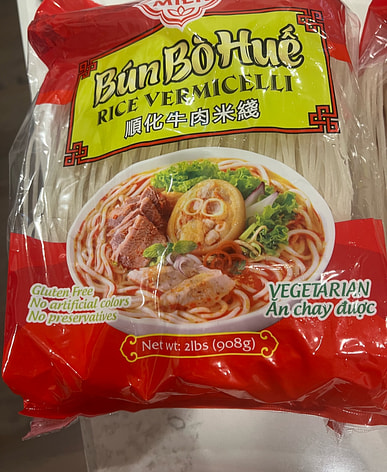 Bún Bò Huế
RICE VERMICELLI
順化牛肉米綫
Gluten Free
No artificial colors
No preservatives
VEGETARIAN
Ăn chay được
Net wt: 2lbs (908g)